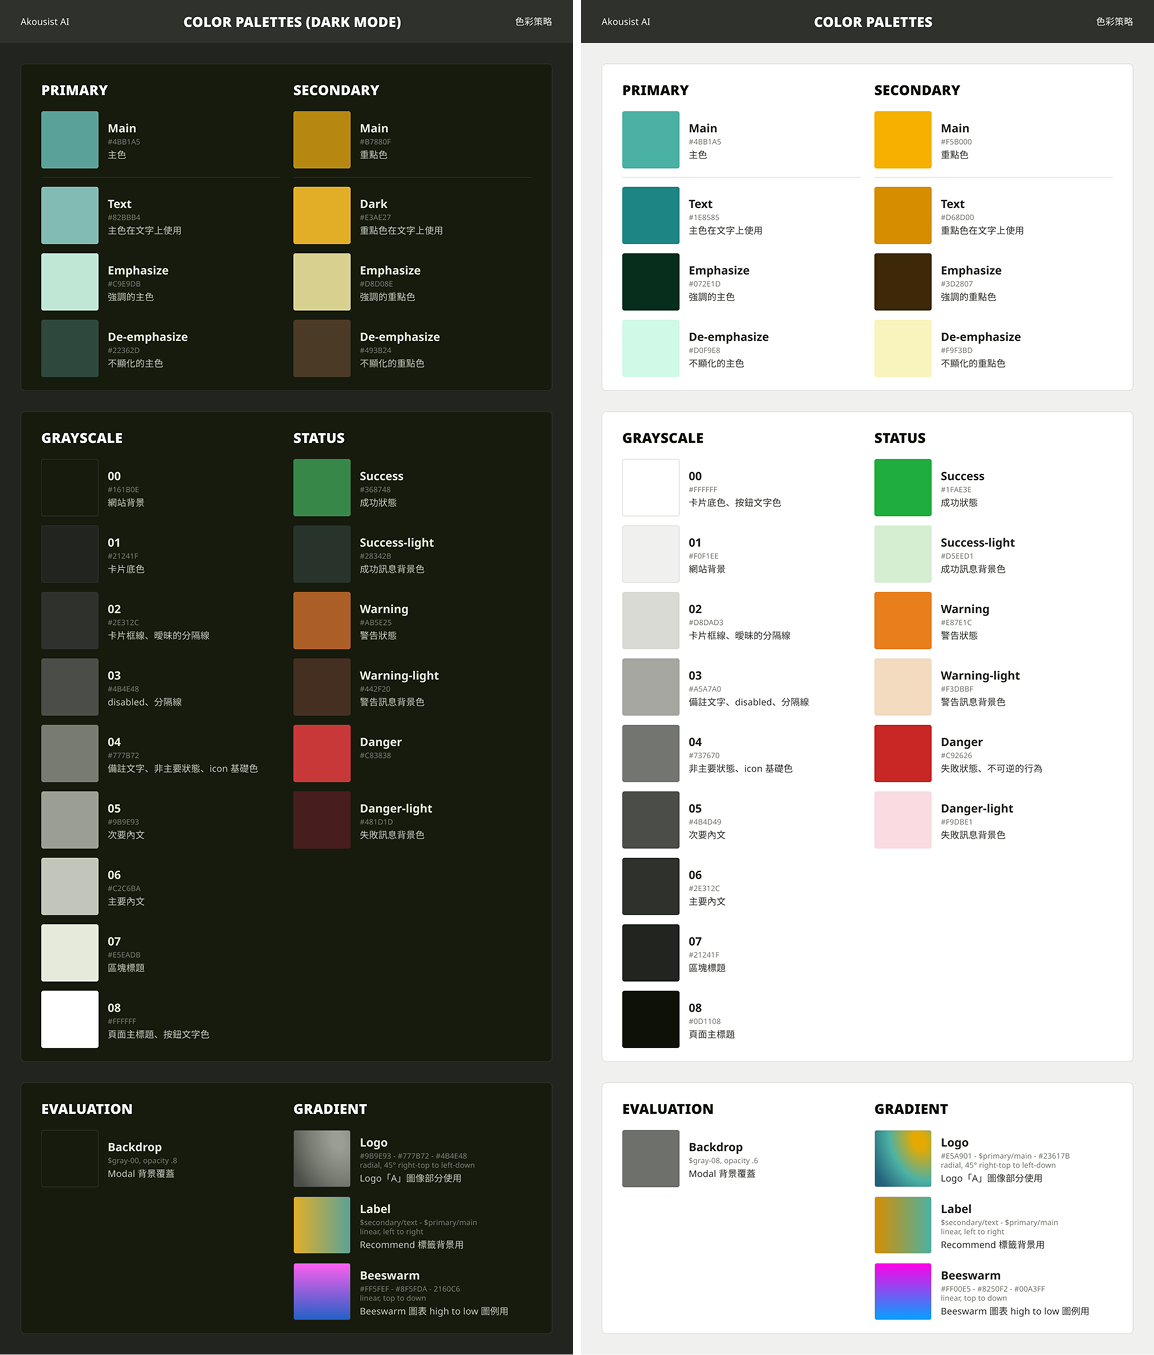 Akousist AI
COLOR PALETTES (DARK MODE)
色彩策略
PRIMARY
Main
#4BB1A5
主色
Text
#82BBB4
主色在文字上使用
Emphasize
#C9E9DB
強調的主色
De-emphasize
#22362D
不顯化的主色
SECONDARY
Main
#B7880F
重點色
Dark
#E3AE27
重點色在文字上使用
Emphasize
#D8D08E
強調的重點色
De-emphasize
#493B24
不顯化的重點色
GRAYSCALE
00
#161B0E
網站背景
01
#21241F
卡片底色
02
#2E312C
卡片框線、曖昧的分隔線
03
#4B4E48
disabled、分隔線
04
#777B72
備註文字、非主要狀態、icon 基礎色
05
#9B9E93
次要內文
06
#C2C6BA
主要內文
07
#E5EADB
區塊標題
08
#FFFFFF
頁面主標題、按鈕文字色
STATUS
Success
#368748
成功狀態
Success-light
#28342B
成功訊息背景色
Warning
#AB5E25
警告狀態
Warning-light
#442F20
警告訊息背景色
Danger
#C83838
Danger-light
#481D1D
失敗訊息背景色
EVALUATION
Backdrop
$gray-00, opacity .8
Modal 背景覆蓋
GRADIENT
Logo
#9B9E93 - #777B72 - #4B4E48
radial, 45° right-top to left-down
Logo「A」圖像部分使用
Label
$secondary/text - $primary/main
linear, left to right
Recommend 標籤背景用
Beeswarm
#FF5FEF - #8F5FDA - 2160C6
linear, top to down
Beeswarm 圖表 high to low 圖例用
Akousist AI
COLOR PALETTES
色彩策略
PRIMARY
Main
#4BB1A5
主色
Text
#1E8585
主色在文字上使用
Emphasize
#072E1D
強調的主色
De-emphasize
#D0F9E8
不顯化的主色
SECONDARY
Main
#F5B000
重點色
Text
#D68D00
重點色在文字上使用
Emphasize
#3D2807
強調的重點色
De-emphasize
#F9F3BD
不顯化的重點色
GRAYSCALE
00
#FFFFFF
卡片底色、按鈕文字色
01
#F0F1EE
網站背景
02
#D8DAD3
卡片框線、曖昧的分隔線
03
#A5A7A0
備註文字、disabled、分隔線
04
#737670
非主要狀態、icon 基礎色
05
#4B4D49
次要內文
06
#2E312C
主要內文
07
#21241F
區塊標題
08
#0D1108
頁面主標題
STATUS
Success
#1FAE3E
成功狀態
Success-light
#D5EED1
成功訊息背景色
Warning
#E87E1C
警告狀態
Warning-light
#F3DBBF
警告訊息背景色
Danger
#C92626
失敗狀態、不可逆的行為
Danger-light
#F9DBE1
失敗訊息背景色
EVALUATION
Backdrop
$gray-08, opacity .6
Modal 背景覆蓋
GRADIENT
Logo
#E5A901 - $primary/main - #23617B
radial, 45° right-top to left-down
Logo「A」圖像部分使用
Label
$secondary/text - $primary/main
linear, left to right
Recommend 標籤背景用
Beeswarm
#FF00E5 - #8250F2 - #00A3FF
linear, top to down
Beeswarm 圖表 high to low 圖例用